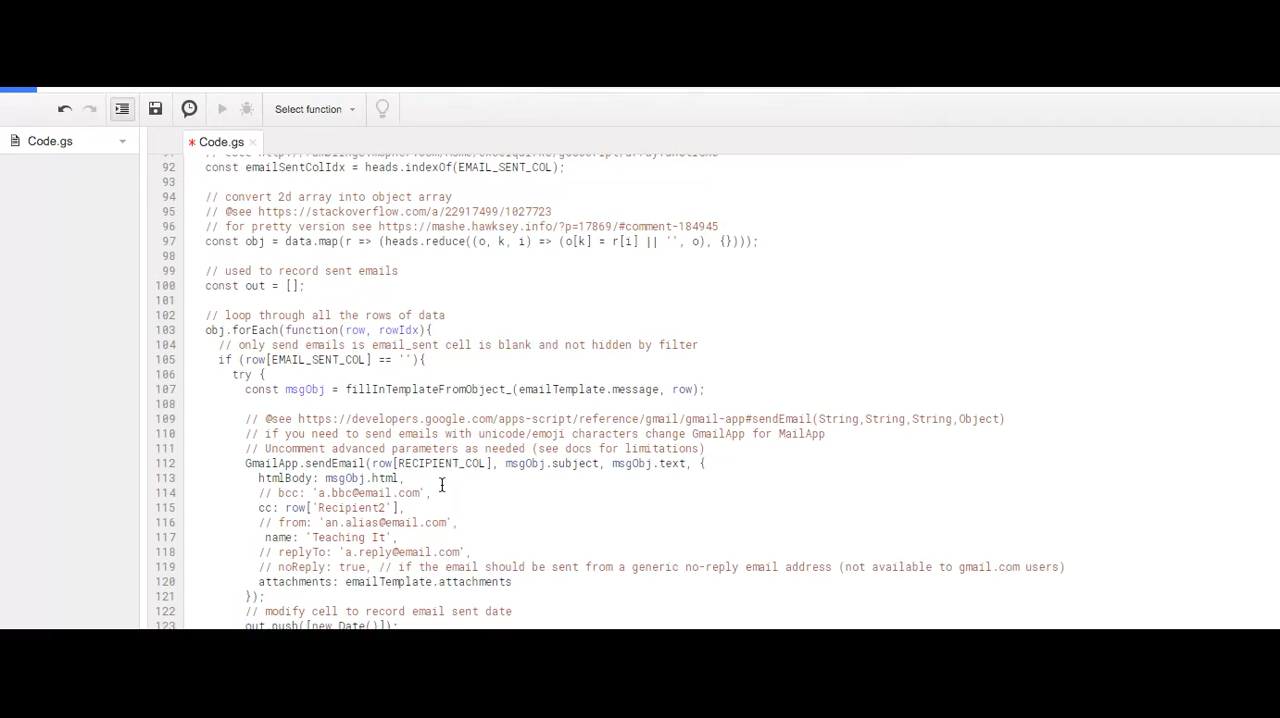 Select function
Code.gs
* Code.gs
92 const emailSentColIdx = heads.indexOf(EMAIL_SENT_COL);
93
94 // convert 2d array into object array
95 // @see https://stackoverflow.com/a/22917499/1027723
96 // for pretty version see https://mashe.hawksey.info/?p=17869/#comment-184945
97 const obj = data.map(r => (heads.reduce((o, k, i) => (o[k] = r[i] || '', o), {})));
98
99 // used to record sent emails
100 const out = [];
101
102 // loop through all the rows of data
103 obj.forEach(function(row, rowIdx){
104 // only send emails is email_sent cell is blank and not hidden by filter
105 if (row[EMAIL_SENT_COL] == ''){
106 try {
107 const msgObj = fillInTemplateFromObject_(emailTemplate.message, row);
108
109 // @see https://developers.google.com/apps-script/reference/gmail/gmail-app#sendEmail(String,String,String,Object)
110 // if you need to send emails with unicode/emoji characters change GmailApp for MailApp
111 // Uncomment advanced parameters as needed (see docs for limitations)
112 GmailApp.sendEmail(row[RECIPIENT_COL], msgObj.subject, msgObj.text, {
113 htmlBody: msgObj.html,
114 // bcc: 'a.bbc@email.com',
115 cc: row['Recipient2'],
116 // from: 'an.alias@email.com',
117 name: 'Teaching It',
118 // replyTo: 'a.reply@email.com',
119 // noReply: true, // if the email should be sent from a generic no-reply email address (not available to gmail.com users)
120 attachments: emailTemplate.attachments
121 });
122 // modify cell to record email sent date
123 out.push([new Date()]);